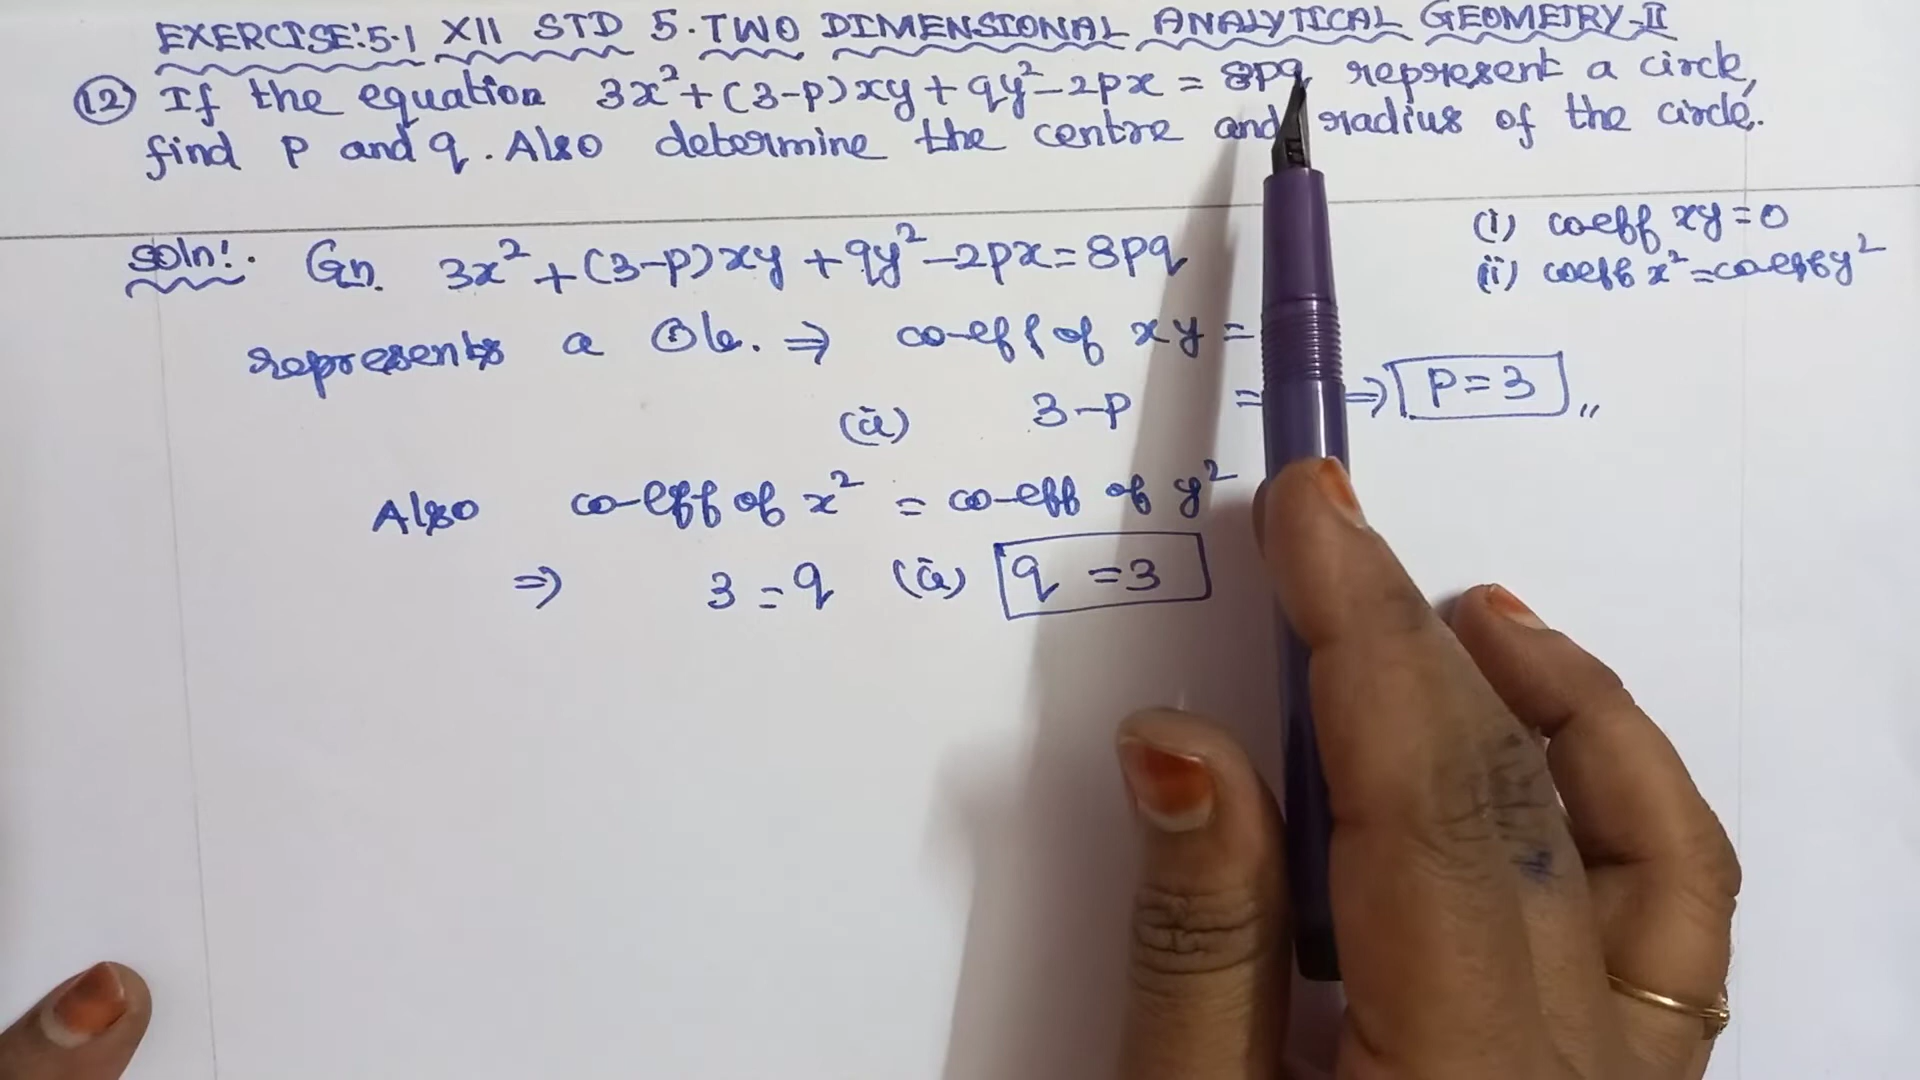 EXERCISE:5.1 XII STD 5. TWO DIMENSIONAL ANALYTICAL GEOMETRY-II
(12) If the equation 3x²+(3-p)xy+qy²-2px = 8pq represent a circle,
find p and q. Also determine the centre and radius of the circle.
(i) coeff xy=0
Soln:. Gn. 3x²+(3-p)xy+qy²-2px=8pq
(ii) coeff x²=coeff y²
represents a ⇒ co-eff of xy =
3-p = ⇒ p=3
Also co-eff of x² = co-eff of y²
⇒ 3=q q=3